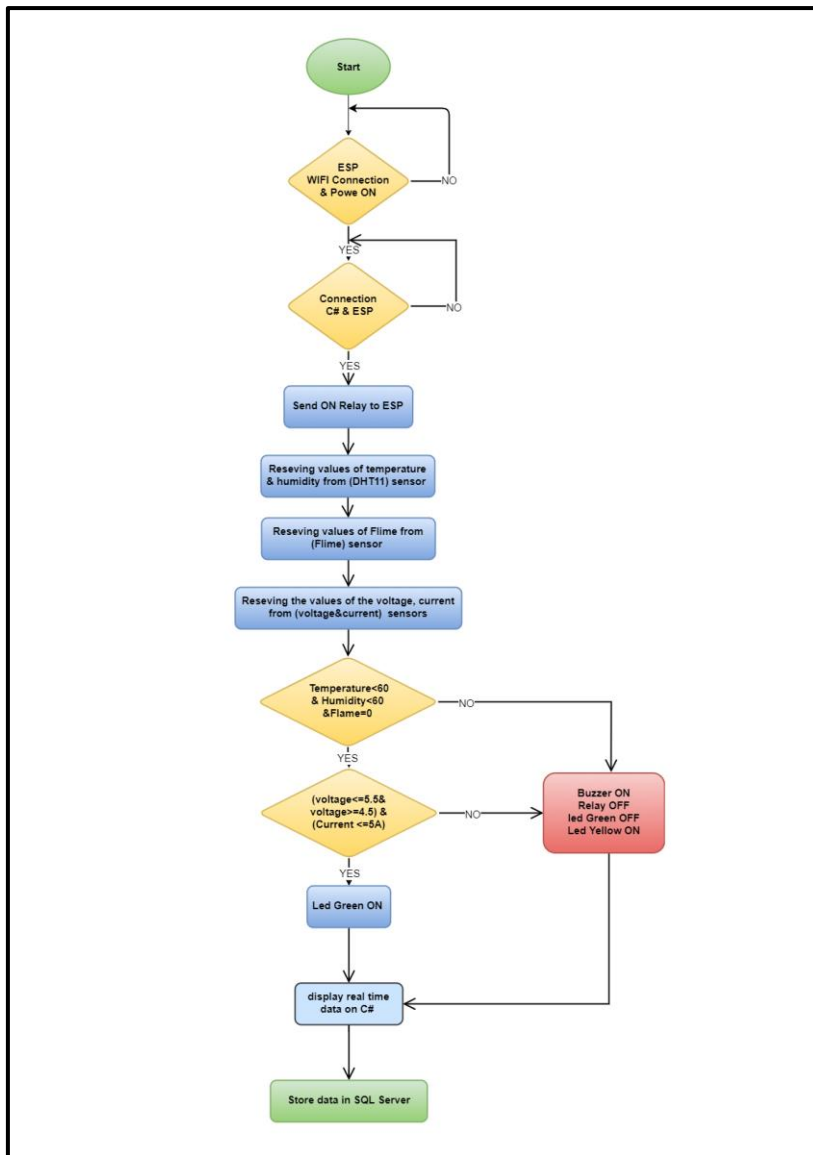 Start
ESP
WIFI Connection
& Powe ON
NO
YES
Connection
C# & ESP
NO
YES
Send ON Relay to ESP
Reseving values of temperature
& humidity from (DHT11) sensor
Reseving values of Flime from
(Flime) sensor
Reseving the values of the voltage, current
from (voltage&current) sensors
Temperature<60
& Humidity<60
&Flame=0
NO
YES
(voltage<=5.5&
voltage>=4.5) &
(Current <=5A)
NO
Buzzer ON
Relay OFF
led Green OFF
Led Yellow ON
YES
Led Green ON
display real time
data on C#
Store data in SQL Server